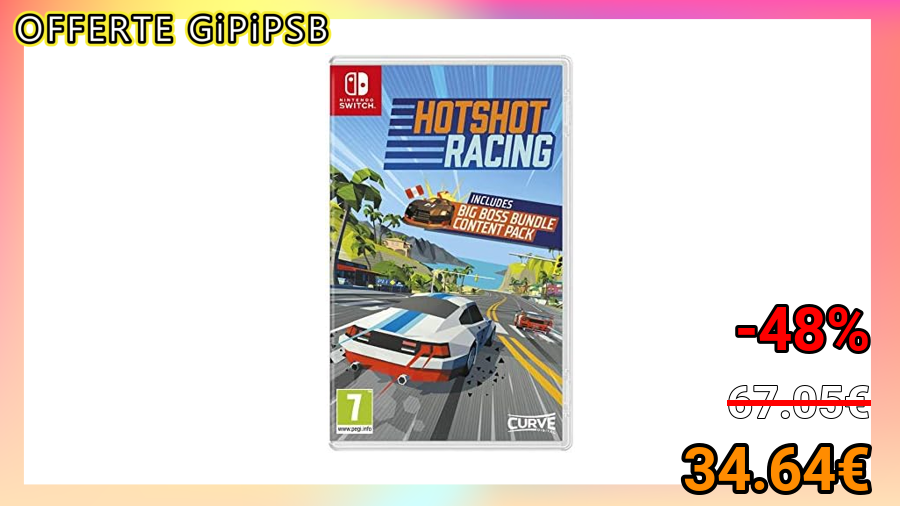 OFFERTE GiPiPSB
NINTENDO
SWITCH.
HOTSHOT
RACING
INCLUDES
BIG BOSS BUNDLE
CONTENT PACK
7
www.pegi.info
CURVE
DIGITAL
-48%
67.05€
34.64€